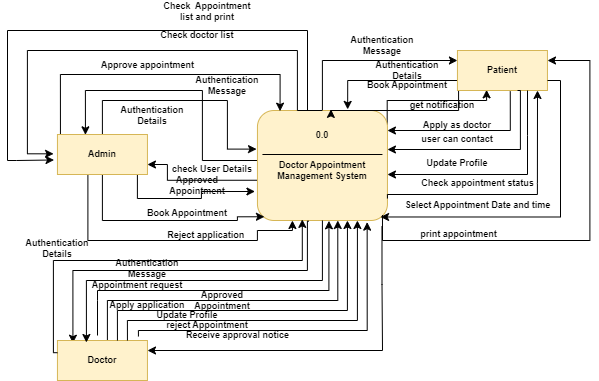 Check Appointment
list and print
Check doctor list
Authentication
Message
Approve appointment
Authentication
Details
Patient
Authentication
Message
Book Appointment
get notification
Authentication
Details
Apply as doctor
0.0
user can contact
Admin
Doctor Appointment
Management System
Update Profile
check User Details
Approved
Appointment
Check appointment status
Select Appointment Date and time
Book Appointment
Reject application
print appointment
Authentication
Details
Authentication
Message
Appointment request
Approved
Appointment
Apply application
Update Profile
reject Appointment
Receive approval notice
Doctor